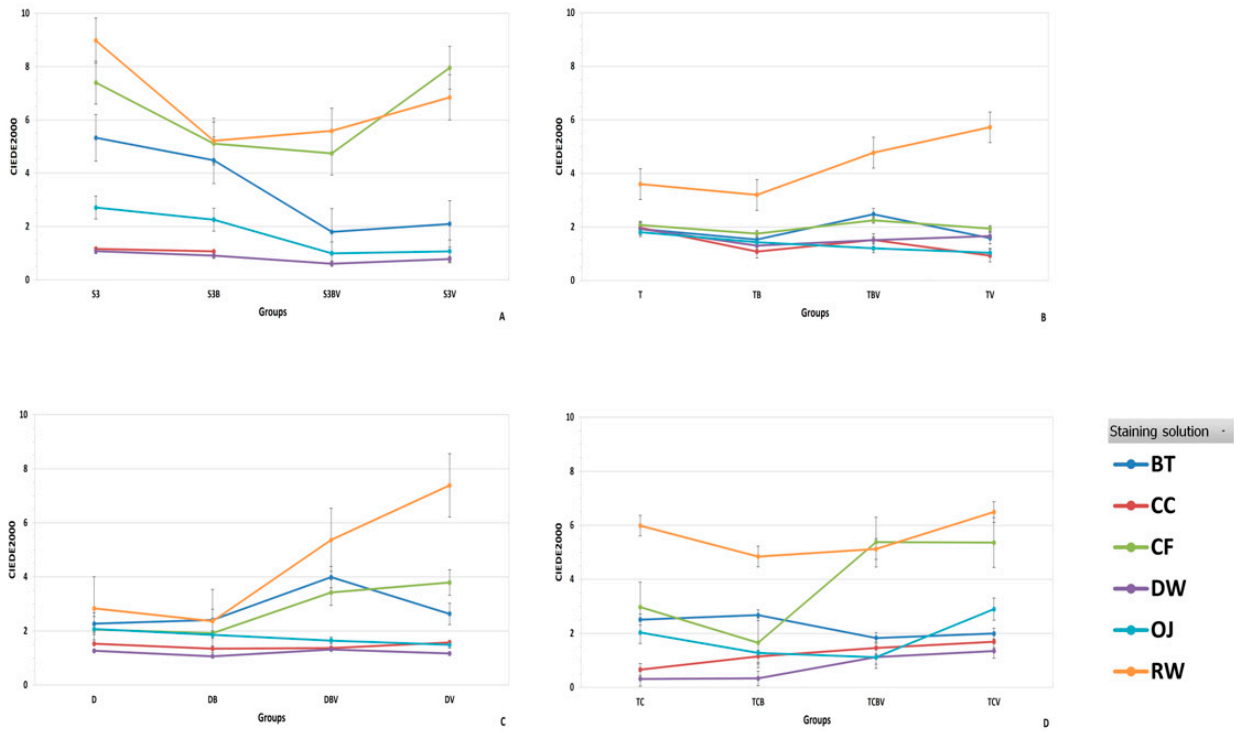 10
8
6
4
2
0
CIEDE2000
S3 S3B S3BV S3V
Groups
A
10
8
6
4
2
0
CIEDE2000
T TB TBV TV
Groups
B
10
8
6
4
2
0
CIEDE2000
D DB DBV DV
Groups
C
10
8
6
4
2
0
CIEDE2000
TC TCB TCBV TCV
Groups
D
Staining solution
BT
CC
CF
DW
OJ
RW